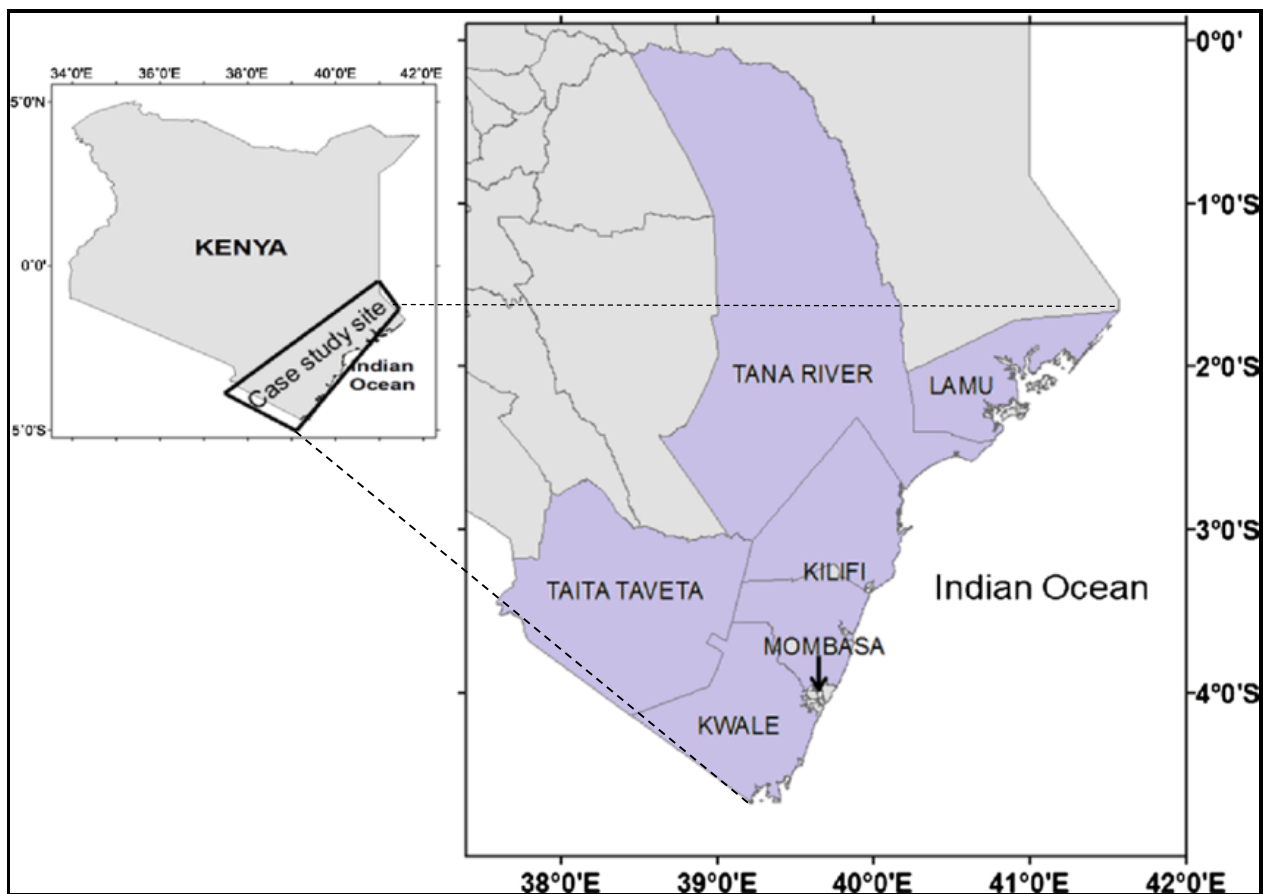 34°0'E 36°0'E 38°0'E 40°0'E 42°0'E
5°0'N
KENYA
0°0'
Case study site
Indian
Ocean
5°0'S
0°0'
1°0'S
TANA RIVER
2°0'S
LAMU
3°0'S
KILIFI
TAITA TAVETA
Indian Ocean
MOMBASA
4°0'S
KWALE
38°0'E 39°0'E 40°0'E 41°0'E 42°0'E